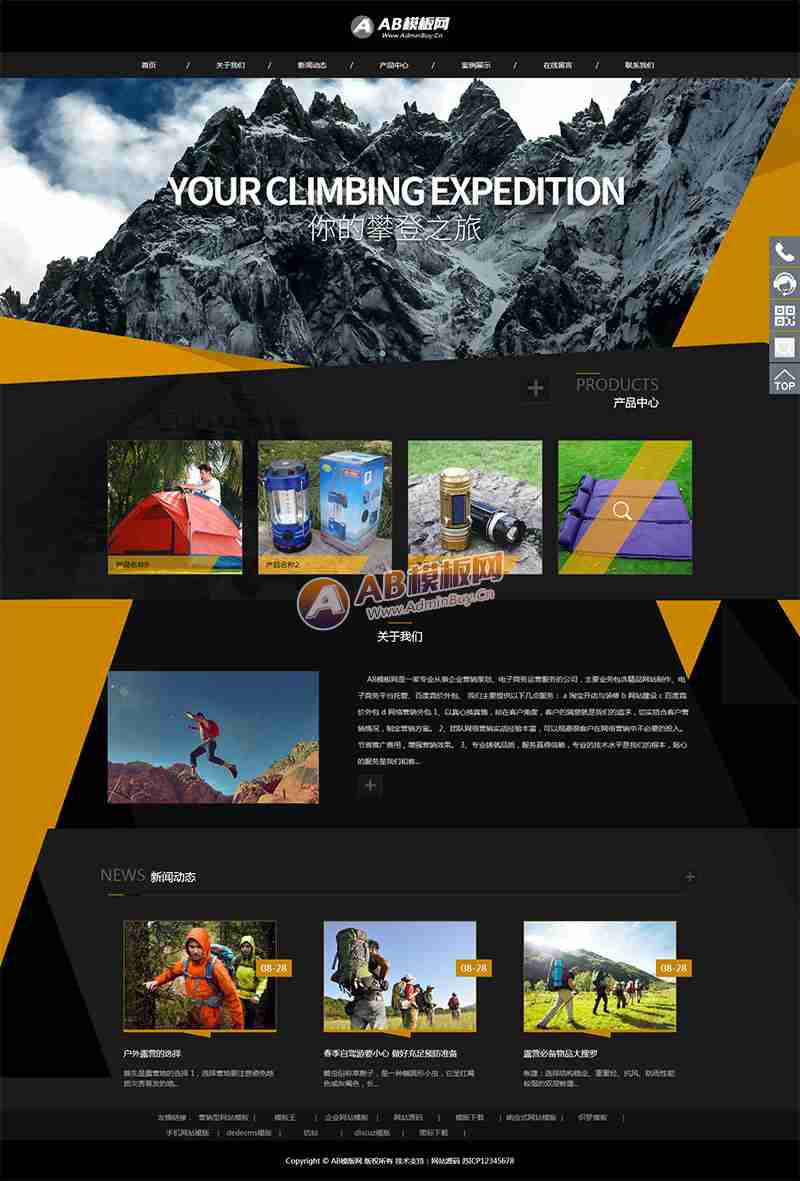 AB模板网
Www.AdminBuy.Cn
首页 / 关于我们 / 新闻动态 / 产品中心 / 案例展示 / 在线留言 / 联系我们
YOUR CLIMBING EXPEDITION
你的攀登之旅
TOP
PRODUCTS
产品中心
产品名称2
AB模板网
Www.AdminBuy.Cn
关于我们
AB模板网是一家专业从事企业营销策划、电子商务运营服务的公司，主要业务包含精品网站制作、电
子商务平台托管、百度竞价外包。 我们主要提供以下几点服务： a 淘宝开店与装修 b 网站建设 c 百度竞
价外包 d 网络营销外包 1、以真心换真情，站在客户角度，客户的满意就是我们的追求，切实结合客户营
销情况，制定营销方案。 2、团队网络营销实战经验丰富，可以规避很客户在网络营销中不必要的投入。
节省推广费用，增强营销效果。 3、专业铸就品质，服务赢得信赖，专业的技术水平是我们的根本，贴心
的服务是我们和客...
NEWS 新闻动态
08-28
08-28
08-28
户外露营的选择
首先是露营地的选择 1，选择营地要注意避免地
质灾害易发的地...
春季自驾游要小心 做好充足预防准备
蜱虫俗称草爬子，是一种椭圆形小虫，它呈红褐
色或灰褐色，长...
露营必备物品大搜罗
帐篷：选择结构稳定、重量轻、抗风、防雨性能
较强的双层帐篷...
友情链接： 营销型网站模板 | 模板王 | 企业网站模板 | 网站源码 | 模板下载 | 响应式网站模板 | 织梦模板 |
手机网站模板 | dedecms模板 | 仿站 | discuz模板 | 图标下载 |
Copyright © AB模板网 版权所有 技术支持：网站源码 苏ICP12345678